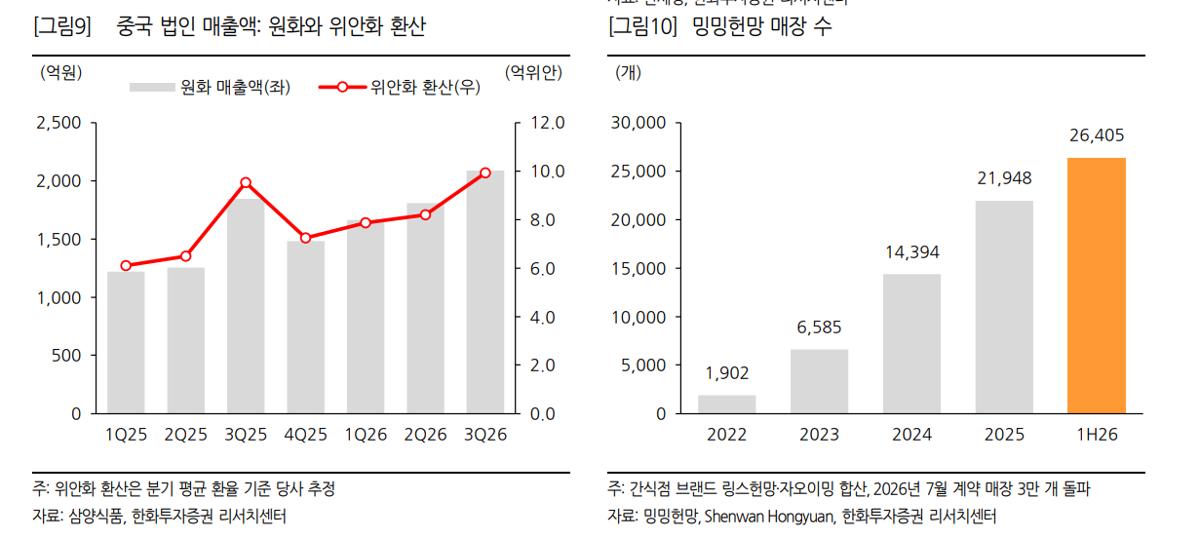 [그림9] 중국 법인 매출액: 원화와 위안화 환산
(억원)
(억위안)
원화 매출액(좌)
위안화 환산(우)
2,500
2,000
1,500
1,000
500
0
12.0
10.0
8.0
6.0
4.0
2.0
0.0
1Q25 2Q25 3Q25 4Q25 1Q26 2Q26 3Q26
주: 위안화 환산은 분기 평균 환율 기준 당사 추정
자료: 삼양식품, 한화투자증권 리서치센터
[그림10] 밍밍헌망 매장 수
(개)
30,000
25,000
20,000
15,000
10,000
5,000
0
1,902
6,585
14,394
21,948
26,405
2022 2023 2024 2025 1H26
주: 간식점 브랜드 링스헌망·자오이밍 합산, 2026년 7월 계약 매장 3만 개 돌파
자료: 밍밍헌망, Shenwan Hongyuan, 한화투자증권 리서치센터